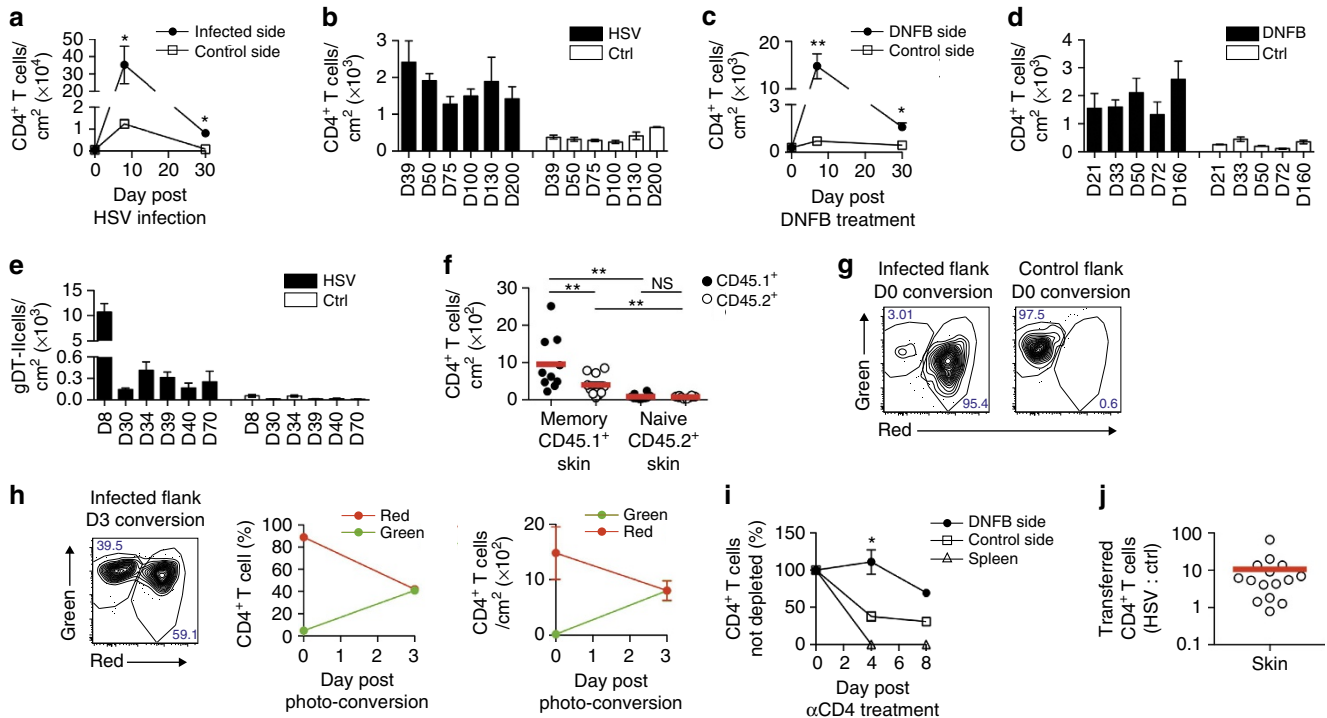 a
Infected side
Control side
CD4⁺ T cells/
cm² (×10⁴)
50
40
30
20
10
2
1
0
*
*
0 10 20 30
Day post
HSV infection
b
HSV
Ctrl
CD4⁺ T cells/
cm² (×10³)
3
2
1
0
D39
D50
D75
D100
D130
D200
D39
D50
D75
D100
D130
D200
c
DNFB side
Control side
CD4⁺ T cells/
cm² (×10³)
20
15
10
3
2
1
0
**
*
0 10 20 30
Day post
DNFB treatment
d
DNFB
Ctrl
CD4⁺ T cells/
cm² (×10³)
4
3
2
1
0
D21
D33
D50
D72
D160
D21
D33
D50
D72
D160
e
HSV
Ctrl
gDT-IIcells/
cm² (×10³)
15
10
5
0.6
0.3
0.0
D8
D30
D34
D39
D40
D70
D8
D30
D34
D39
D40
D70
f
CD45.1⁺
CD45.2⁺
CD4⁺ T cells/
cm² (×10²)
30
20
10
0
**
**
NS
**
Memory
CD45.1⁺
skin
Naive
CD45.2⁺
skin
g
Infected flank
D0 conversion
Control flank
D0 conversion
3.01
95.4
97.5
0.6
Green
Red
h
Infected flank
D3 conversion
39.5
59.1
Green
Red
Red
Green
CD4⁺ T cell (%)
100
80
60
40
20
0
0 3
Day post
photo-conversion
Green
Red
CD4⁺ T cells
/cm² (×10²)
20
10
0
0 3
Day post
photo-conversion
i
DNFB side
Control side
Spleen
CD4⁺ T Cells
not depleted (%)
150
100
50
0
*
0 2 4 6 8
Day post
αCD4 treatment
j
Transferred
CD4⁺ T cells
(HSV : ctrl)
100
10
1
0.1
Skin